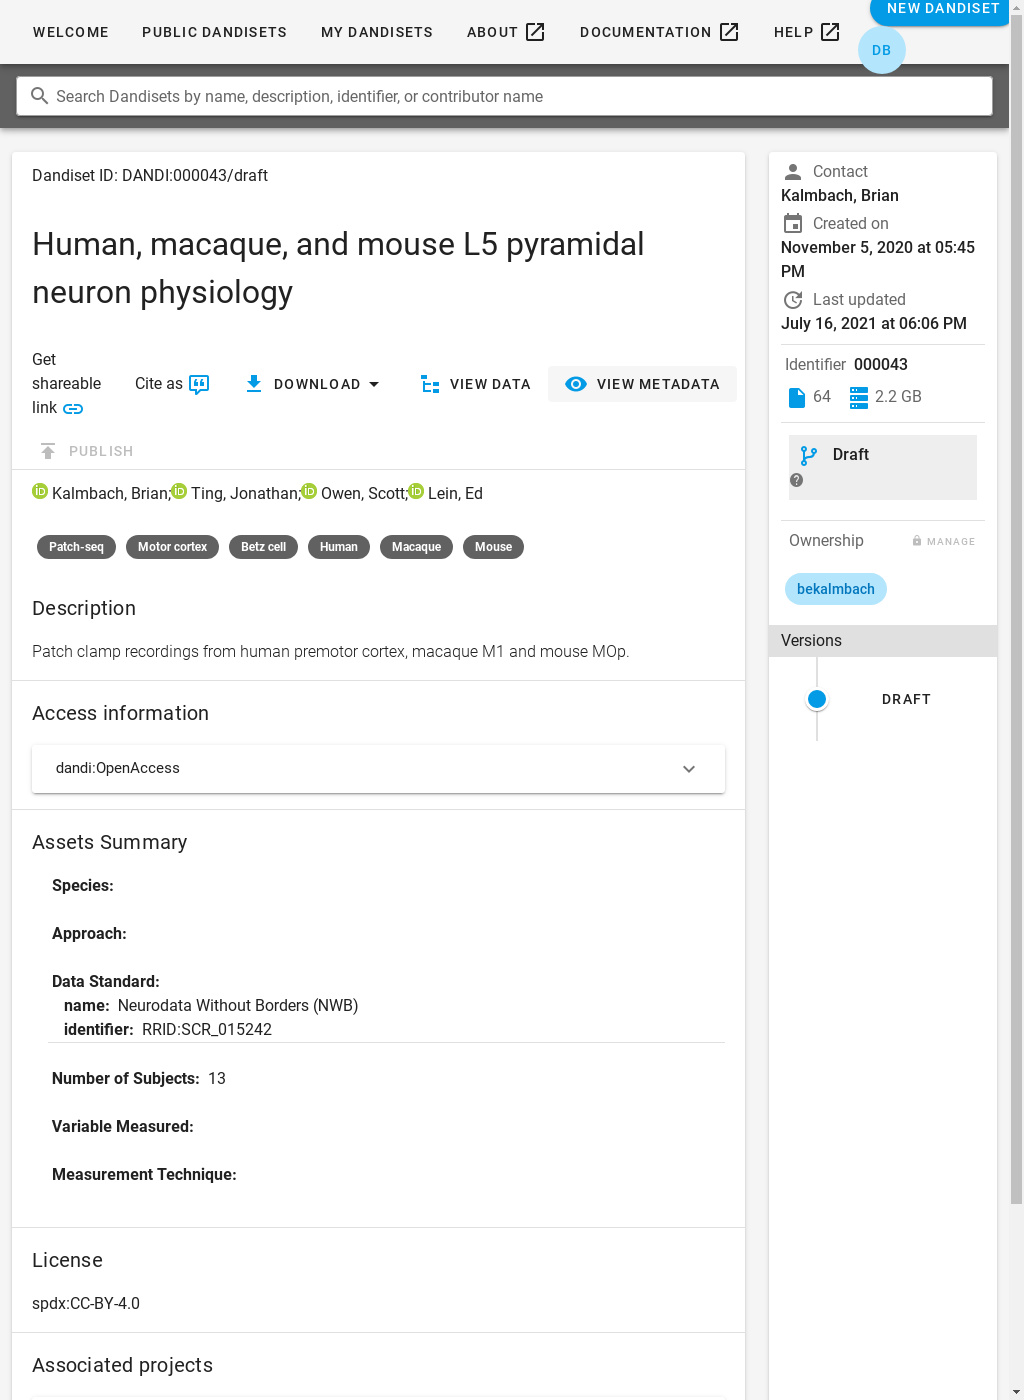 WELCOME
PUBLIC DANDISETS
MY DANDISETS
ABOUT
DOCUMENTATION
HELP
NEW DANDISET
DB
Search Dandisets by name, description, identifier, or contributor name
Dandiset ID: DANDI:000043/draft
Human, macaque, and mouse L5 pyramidal
neuron physiology
Get
shareable
link
Cite as
DOWNLOAD
VIEW DATA
VIEW METADATA
PUBLISH
Kalmbach, Brian; Ting, Jonathan; Owen, Scott; Lein, Ed
Patch-seq
Motor cortex
Betz cell
Human
Macaque
Mouse
Description
Patch clamp recordings from human premotor cortex, macaque M1 and mouse MOp.
Access information
dandi:OpenAccess
Assets Summary
Species:
Approach:
Data Standard:
name: Neurodata Without Borders (NWB)
identifier: RRID:SCR_015242
Number of Subjects: 13
Variable Measured:
Measurement Technique:
License
spdx:CC-BY-4.0
Associated projects
Contact
Kalmbach, Brian
Created on
November 5, 2020 at 05:45
PM
Last updated
July 16, 2021 at 06:06 PM
Identifier 000043
64
2.2 GB
Draft
Ownership
MANAGE
bekalmbach
Versions
DRAFT